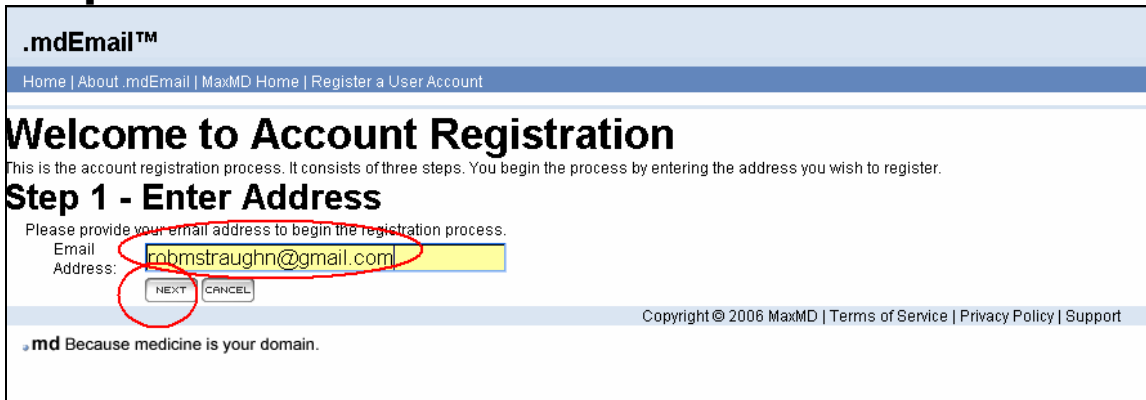 .mdEmail™
Home | About .mdEmail | MaxMD Home | Register a User Account
Welcome to Account Registration
This is the account registration process. It consists of three steps. You begin the process by entering the address you wish to register.
Step 1 - Enter Address
Please provide your email address to begin the registration process.
Email
Address:
robmstraughn@gmail.com
NEXT CANCEL
Copyright © 2006 MaxMD | Terms of Service | Privacy Policy | Support
.md Because medicine is your domain.